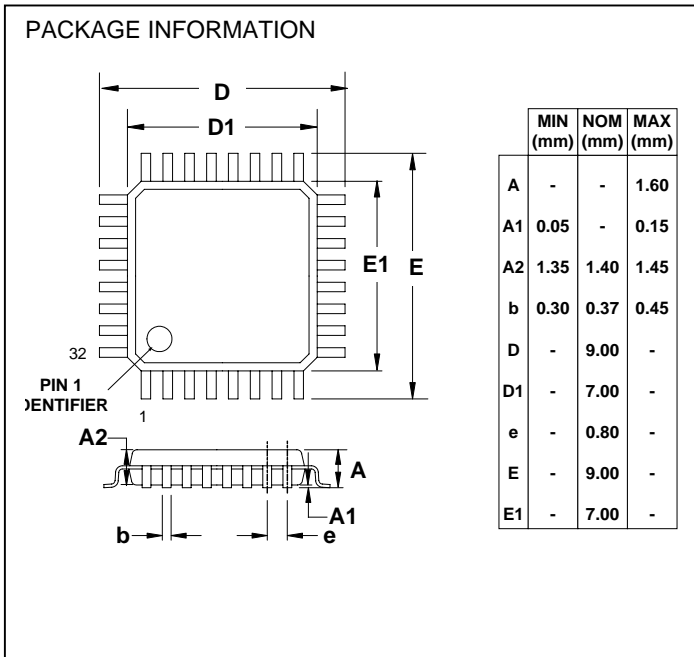 PACKAGE INFORMATION
D
D1
E1
E
32
PIN 1
DENTIFIER
1
A2
A
A1
b
e
MIN NOM MAX
(mm) (mm) (mm)
A - - 1.60
A1 0.05 - 0.15
A2 1.35 1.40 1.45
b 0.30 0.37 0.45
D - 9.00 -
D1 - 7.00 -
e - 0.80 -
E - 9.00 -
E1 - 7.00 -